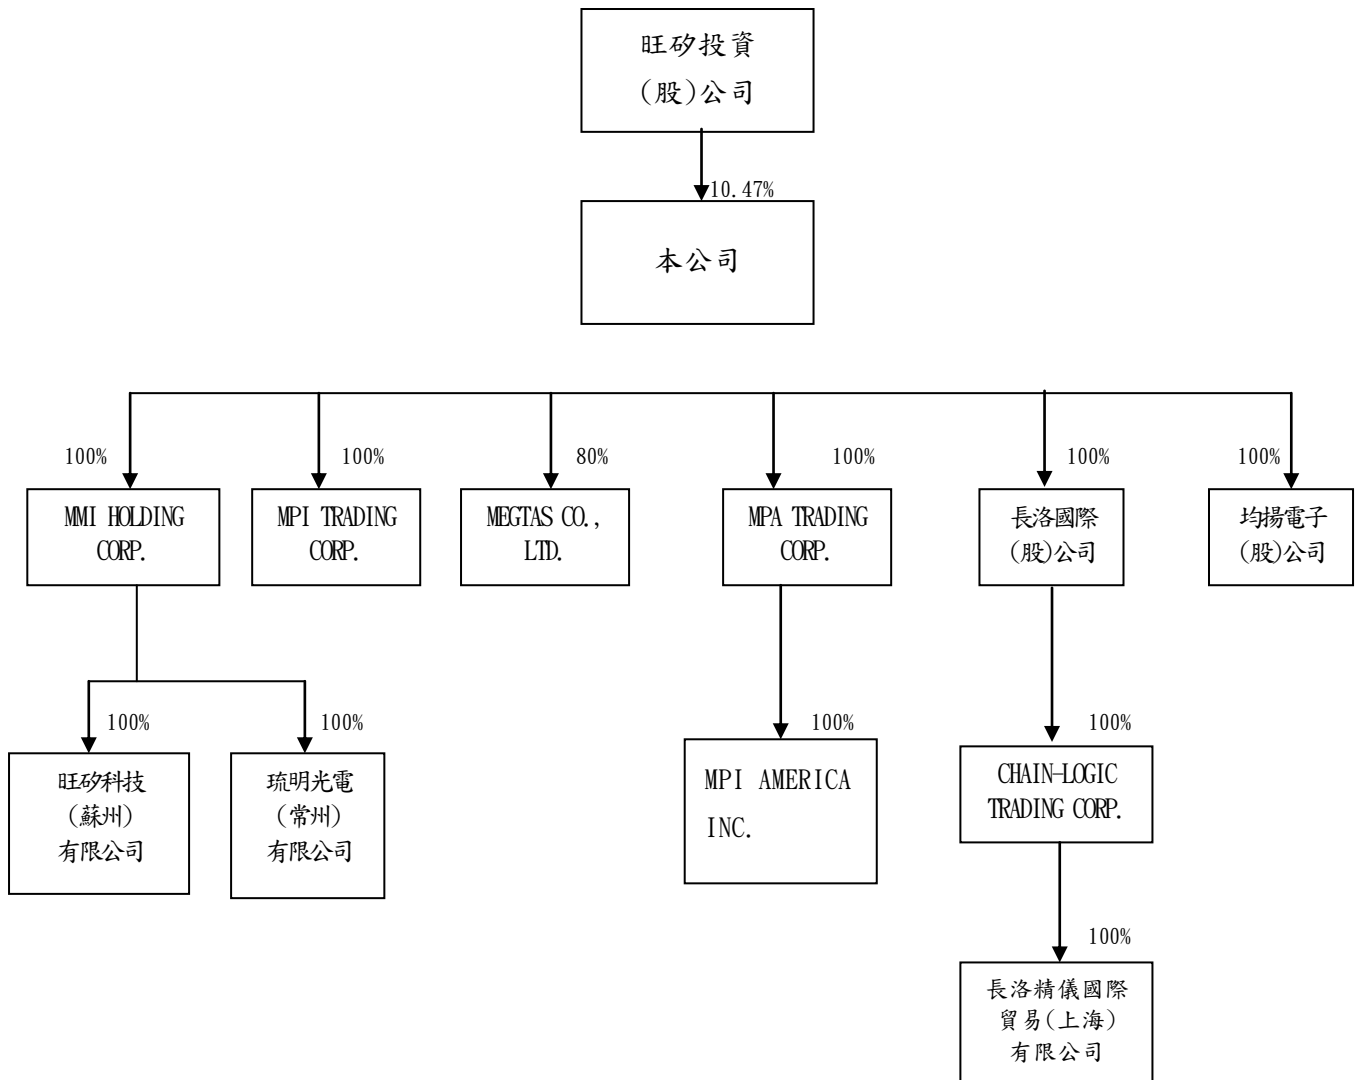 旺矽投資
(股)公司
10.47%
本公司
100%
100%
80%
100%
100%
100%
MMI HOLDING
CORP.
MPI TRADING
CORP.
MEGTAS CO.,
LTD.
MPA TRADING
CORP.
長洛國際
(股)公司
均揚電子
(股)公司
100%
100%
100%
100%
旺矽科技
(蘇州)
有限公司
琉明光電
(常州)
有限公司
MPI AMERICA
INC.
CHAIN-LOGIC
TRADING CORP.
100%
長洛精儀國際
貿易(上海)
有限公司